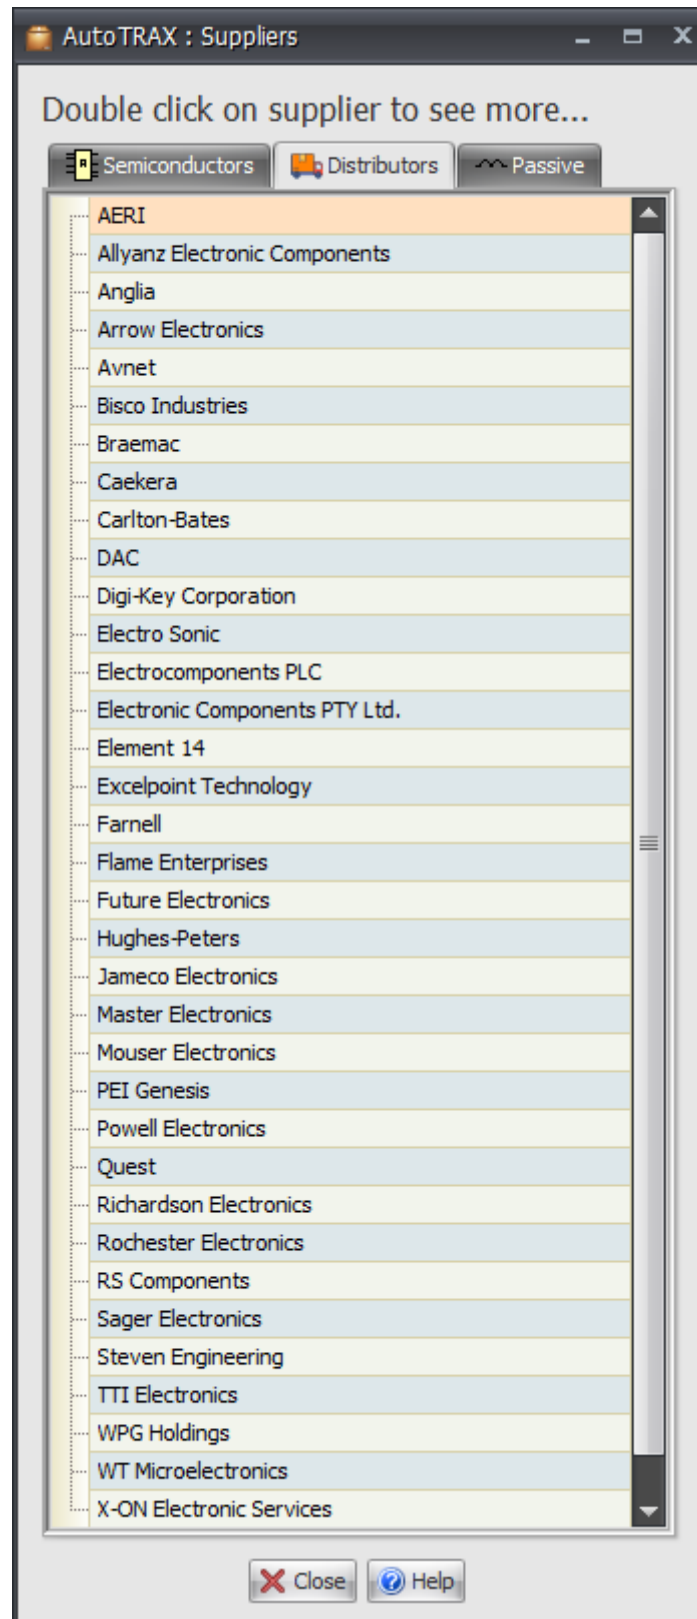 AutoTRAX : Suppliers
Double click on supplier to see more...
Semiconductors Distributors Passive
AERI
Allyanz Electronic Components
Anglia
Arrow Electronics
Avnet
Bisco Industries
Braemac
Caekera
Carlton-Bates
DAC
Digi-Key Corporation
Electro Sonic
Electrocomponents PLC
Electronic Components PTY Ltd.
Element 14
Excelpoint Technology
Farnell
Flame Enterprises
Future Electronics
Hughes-Peters
Jameco Electronics
Master Electronics
Mouser Electronics
PEI Genesis
Powell Electronics
Quest
Richardson Electronics
Rochester Electronics
RS Components
Sager Electronics
Steven Engineering
TTI Electronics
WPG Holdings
WT Microelectronics
X-ON Electronic Services
Close Help